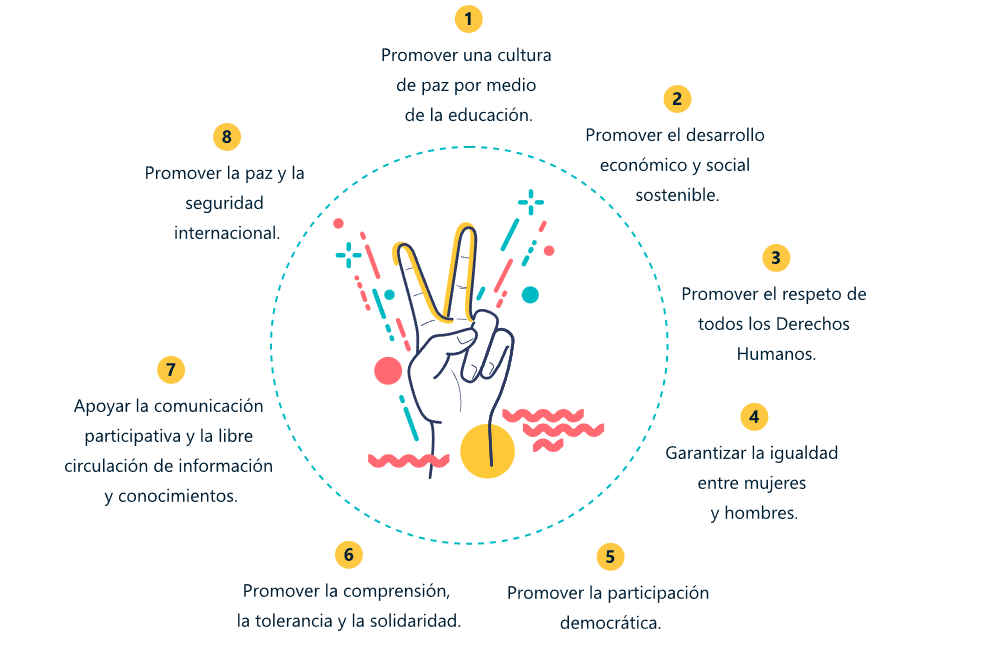 1
Promover una cultura
de paz por medio
de la educación.
2
Promover el desarrollo
económico y social
sostenible.
3
Promover el respeto de
todos los Derechos
Humanos.
4
Garantizar la igualdad
entre mujeres
y hombres.
5
Promover la participación
democrática.
6
Promover la comprensión,
la tolerancia y la solidaridad.
7
Apoyar la comunicación
participativa y la libre
circulación de información
y conocimientos.
8
Promover la paz y la
seguridad
internacional.